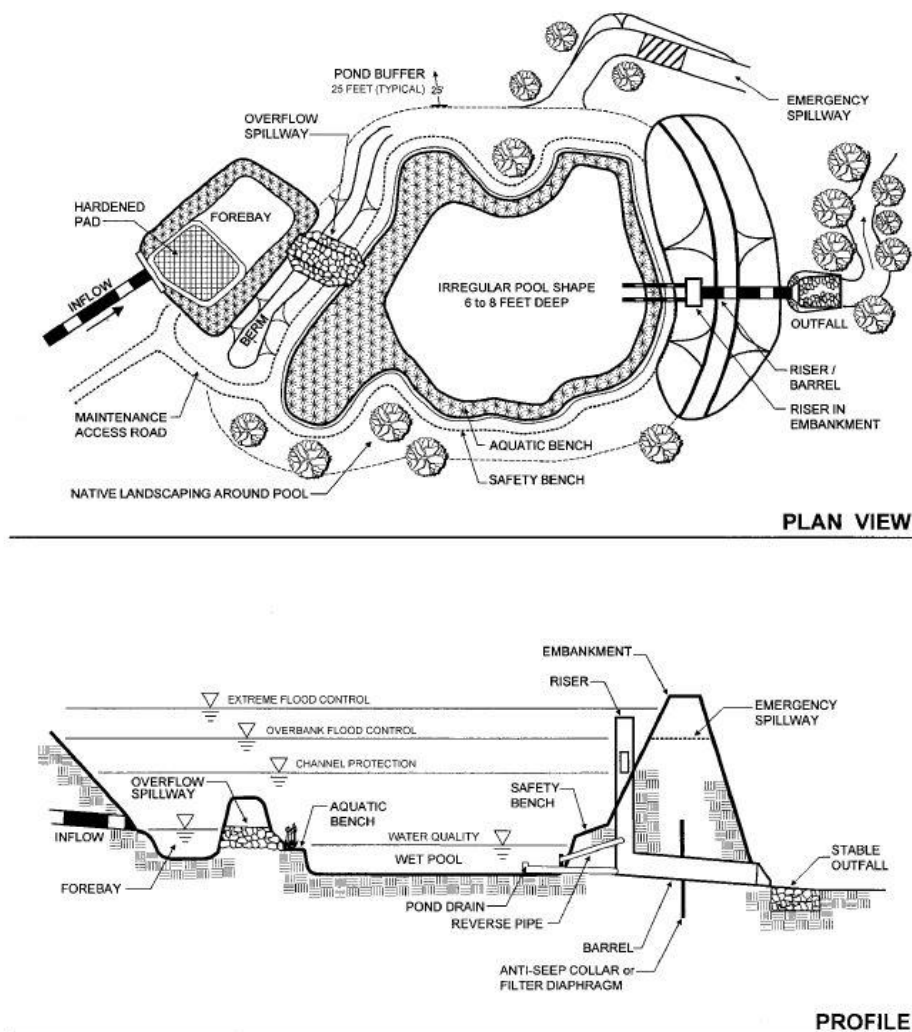 POND BUFFER
25 FEET (TYPICAL)
25'
EMERGENCY
SPILLWAY
OVERFLOW
SPILLWAY
HARDENED
PAD
FOREBAY
INFLOW
BERM
IRREGULAR POOL SHAPE
6 to 8 FEET DEEP
OUTFALL
RISER /
BARREL
RISER IN
EMBANKMENT
MAINTENANCE
ACCESS ROAD
AQUATIC BENCH
SAFETY BENCH
NATIVE LANDSCAPING AROUND POOL
PLAN VIEW
EMBANKMENT
RISER
EXTREME FLOOD CONTROL
EMERGENCY
SPILLWAY
OVERBANK FLOOD CONTROL
CHANNEL PROTECTION
OVERFLOW
SPILLWAY
SAFETY
BENCH
AQUATIC
BENCH
INFLOW
WATER QUALITY
WET POOL
FOREBAY
STABLE
OUTFALL
POND DRAIN
REVERSE PIPE
BARREL
ANTI-SEEP COLLAR or
FILTER DIAPHRAGM
PROFILE